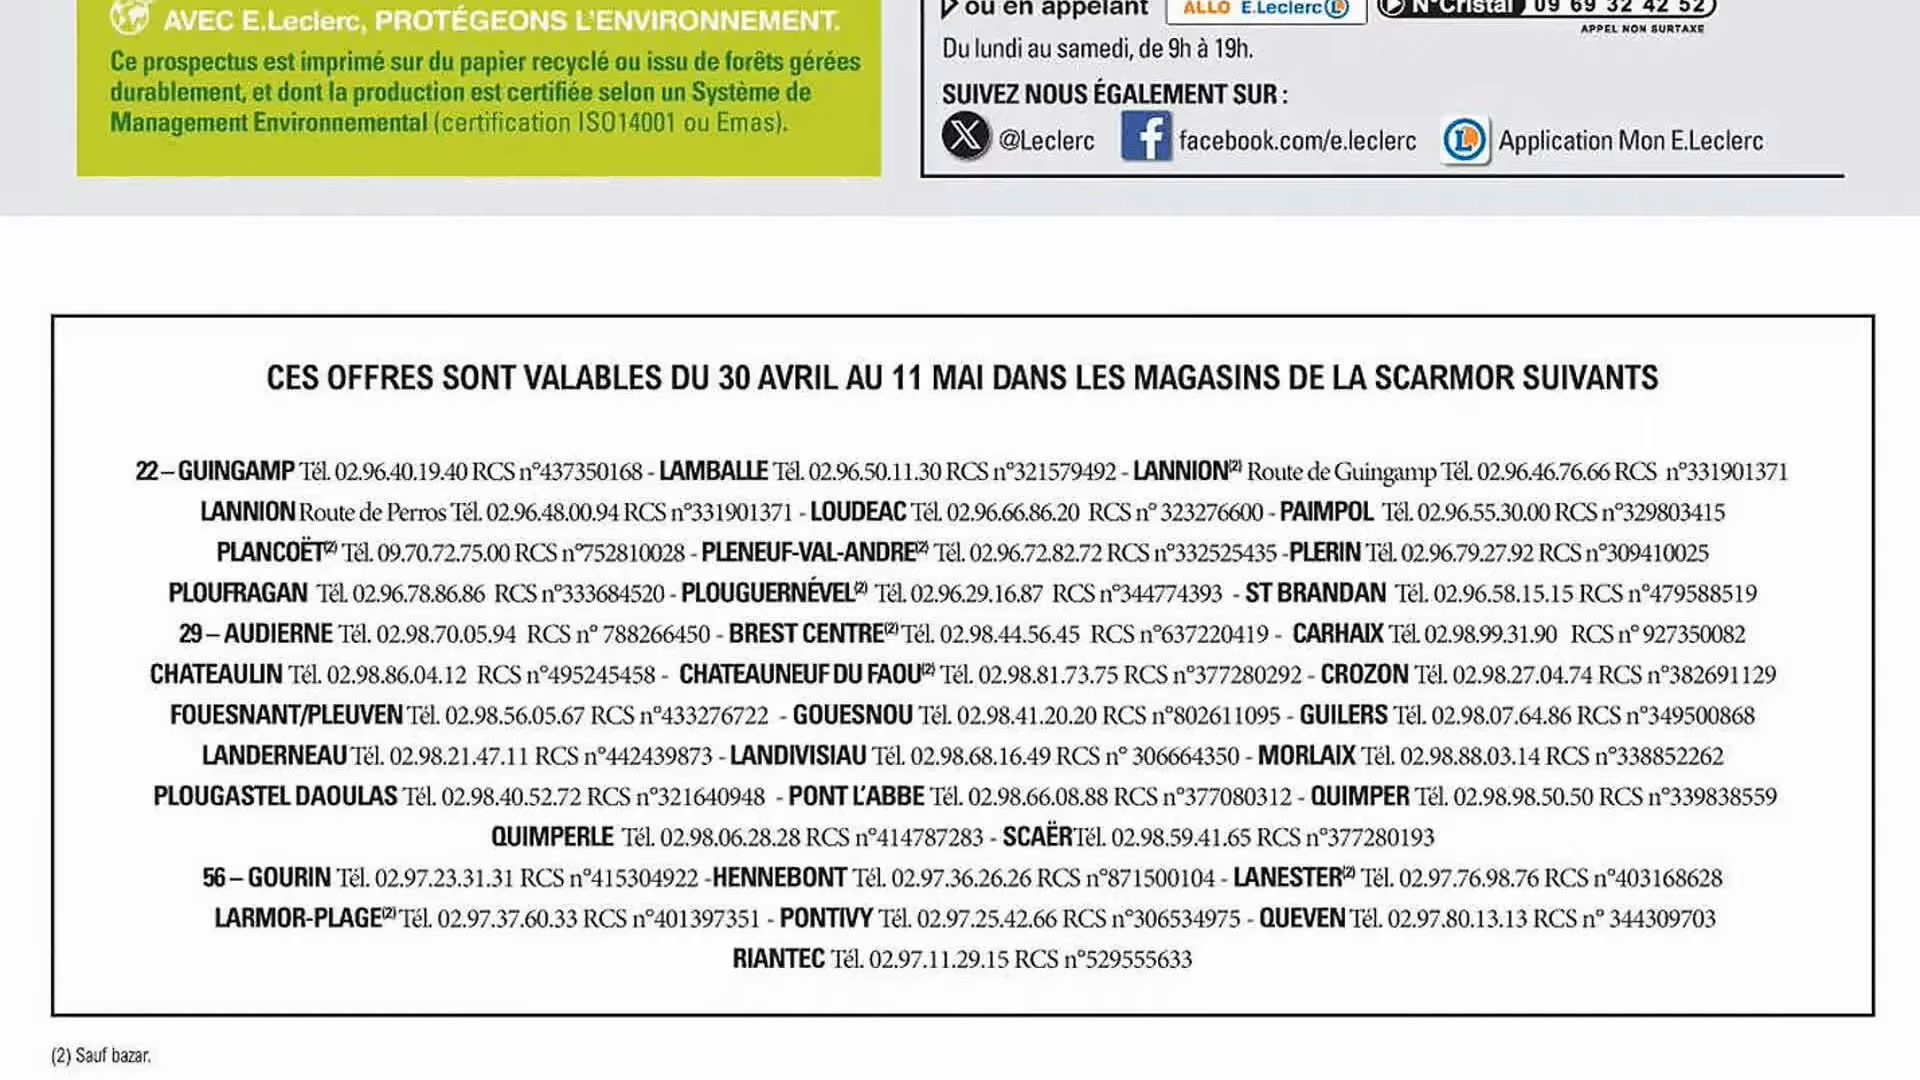 AVEC E.Leclerc, PROTÉGEONS L'ENVIRONNEMENT.
Ce prospectus est imprimé sur du papier recyclé ou issu de forêts gérées
durablement, et dont la production est certifiée selon un Système de
Management Environnemental (certification ISO14001 ou Emas).
ou en appelant ALLO E.Leclerc N°Cristal 09 69 32 42 52
APPEL NON SURTAXE
Du lundi au samedi, de 9h à 19h.
SUIVEZ NOUS ÉGALEMENT SUR :
@Leclerc facebook.com/e.leclerc Application Mon E.Leclerc
CES OFFRES SONT VALABLES DU 30 AVRIL AU 11 MAI DANS LES MAGASINS DE LA SCARMOR SUIVANTS
22 – GUINGAMP Tél. 02.96.40.19.40 RCS n°437350168 - LAMBALLE Tél. 02.96.50.11.30 RCS n°321579492 - LANNION(2) Route de Guingamp Tél. 02.96.46.76.66 RCS n°331901371
LANNION Route de Perros Tél. 02.96.48.00.94 RCS n°331901371 - LOUDEAC Tél. 02.96.66.86.20 RCS n° 323276600 - PAIMPOL Tél. 02.96.55.30.00 RCS n°329803415
PLANCOËT(2) Tél. 09.70.72.75.00 RCS n°752810028 - PLENEUF-VAL-ANDRE(2) Tél. 02.96.72.82.72 RCS n°332525435 -PLERIN Tél. 02.96.79.27.92 RCS n°309410025
PLOUFRAGAN Tél. 02.96.78.86.86 RCS n°333684520 - PLOUGUERNÉVEL(2) Tél. 02.96.29.16.87 RCS n°344774393 - ST BRANDAN Tél. 02.96.58.15.15 RCS n°479588519
29 – AUDIERNE Tél. 02.98.70.05.94 RCS n° 788266450 - BREST CENTRE(2) Tél. 02.98.44.56.45 RCS n°637220419 - CARHAIX Tél. 02.98.99.31.90 RCS n° 927350082
CHATEAULIN Tél. 02.98.86.04.12 RCS n°495245458 - CHATEAUNEUF DU FAOU(2) Tél. 02.98.81.73.75 RCS n°377280292 - CROZON Tél. 02.98.27.04.74 RCS n°382691129
FOUESNANT/PLEUVEN Tél. 02.98.56.05.67 RCS n°433276722 - GOUESNOU Tél. 02.98.41.20.20 RCS n°802611095 - GUILERS Tél. 02.98.07.64.86 RCS n°349500868
LANDERNEAU Tél. 02.98.21.47.11 RCS n°442439873 - LANDIVISIAU Tél. 02.98.68.16.49 RCS n° 306664350 - MORLAIX Tél. 02.98.88.03.14 RCS n°338852262
PLOUGASTEL DAOULAS Tél. 02.98.40.52.72 RCS n°321640948 - PONT L'ABBE Tél. 02.98.66.08.88 RCS n°377080312 - QUIMPER Tél. 02.98.98.50.50 RCS n°339838559
QUIMPERLE Tél. 02.98.06.28.28 RCS n°414787283 - SCAËR Tél. 02.98.59.41.65 RCS n°377280193
56 – GOURIN Tél. 02.97.23.31.31 RCS n°415304922 -HENNEBONT Tél. 02.97.36.26.26 RCS n°871500104 - LANESTER(2) Tél. 02.97.76.98.76 RCS n°403168628
LARMOR-PLAGE(2) Tél. 02.97.37.60.33 RCS n°401397351 - PONTIVY Tél. 02.97.25.42.66 RCS n°306534975 - QUEVEN Tél. 02.97.80.13.13 RCS n° 344309703
RIANTEC Tél. 02.97.11.29.15 RCS n°529555633
(2) Sauf bazar.